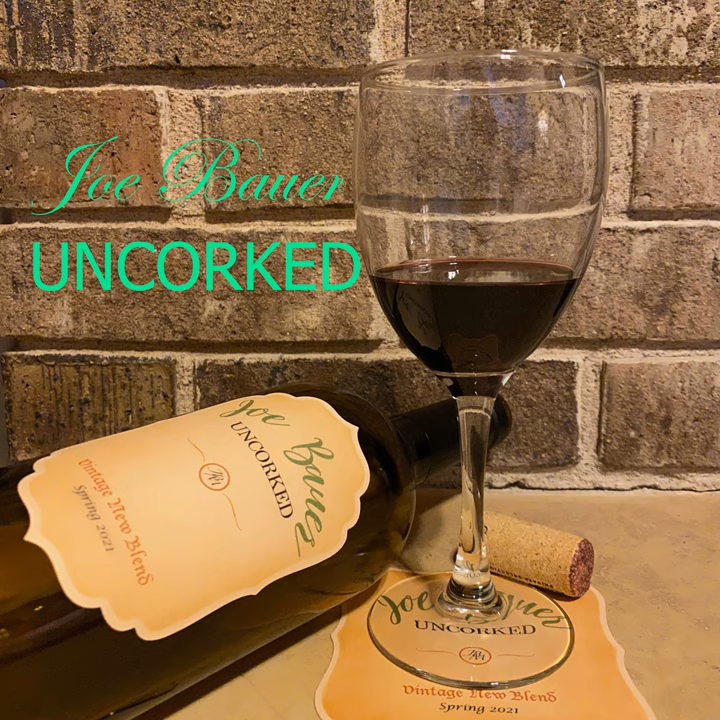 Joe Bauer
UNCORKED
Joe Bauer
UNCORKED
Vintage New Blend
Spring 2021
Joe Bauer
UNCORKED
Vintage New Blend
Spring 2021